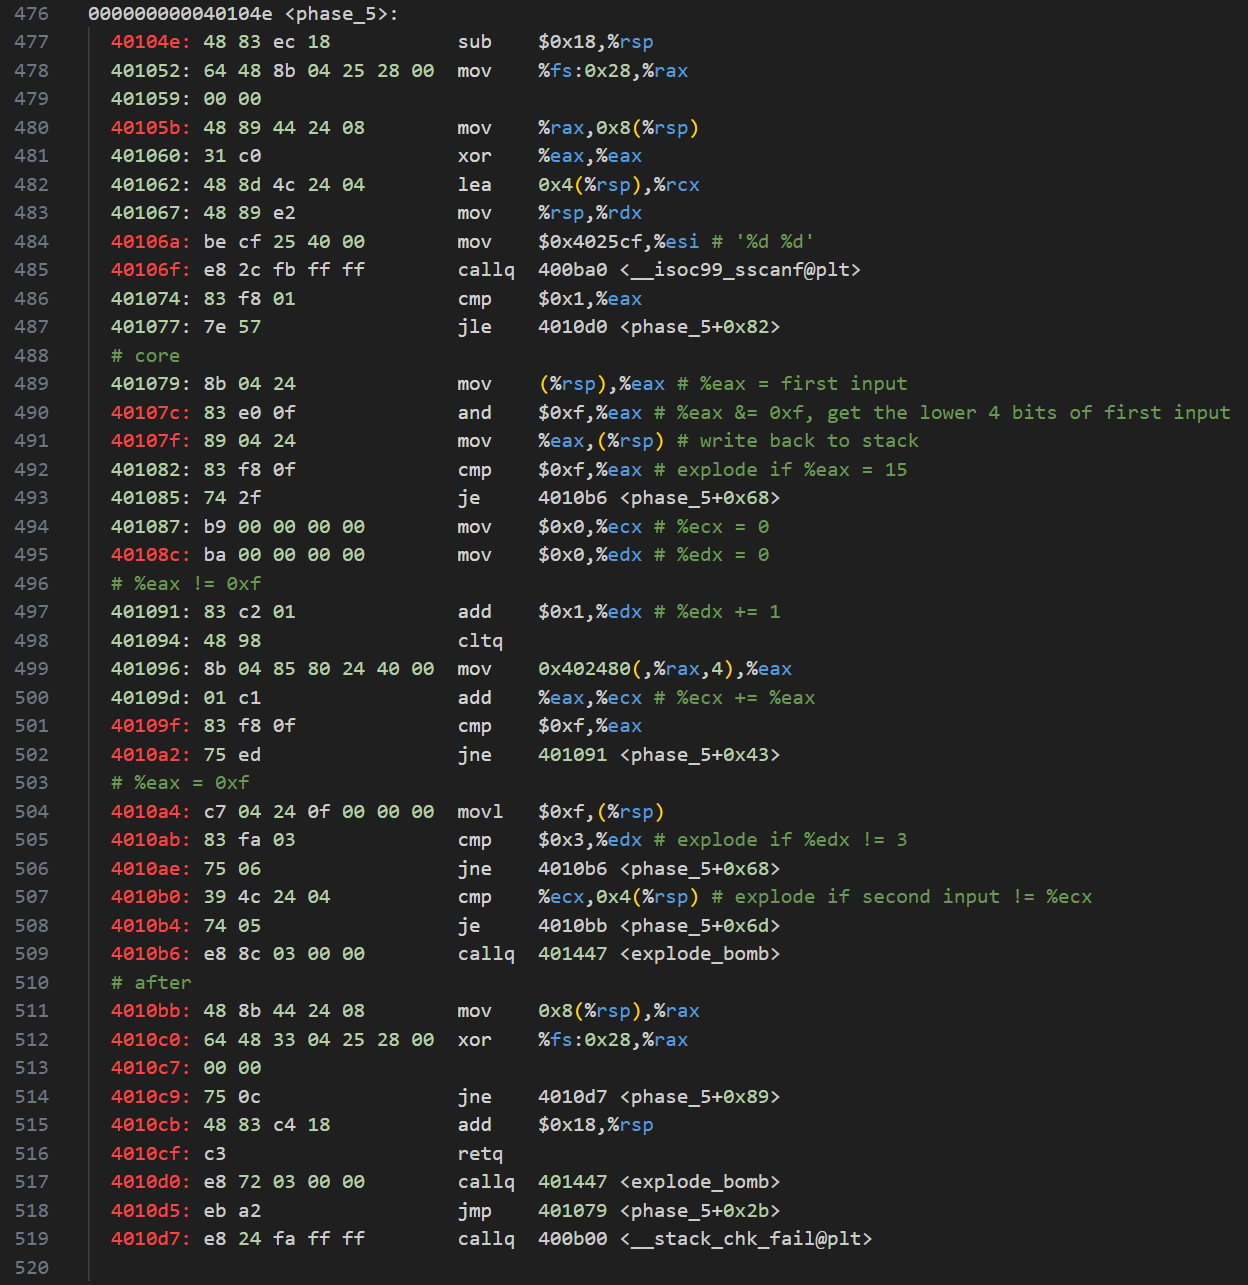 476 000000000040104e <phase_5>:
477 40104e: 48 83 ec 18 sub $0x18,%rsp
478 401052: 64 48 8b 04 25 28 00 mov %fs:0x28,%rax
479 401059: 00 00
480 40105b: 48 89 44 24 08 mov %rax,0x8(%rsp)
481 401060: 31 c0 xor %eax,%eax
482 401062: 48 8d 4c 24 04 lea 0x4(%rsp),%rcx
483 401067: 48 89 e2 mov %rsp,%rdx
484 40106a: be cf 25 40 00 mov $0x4025cf,%esi # '%d %d'
485 40106f: e8 2c fb ff ff callq 400ba0 <__isoc99_sscanf@plt>
486 401074: 83 f8 01 cmp $0x1,%eax
487 401077: 7e 57 jle 4010d0 <phase_5+0x82>
488 # core
489 401079: 8b 04 24 mov (%rsp),%eax # %eax = first input
490 40107c: 83 e0 0f and $0xf,%eax # %eax &= 0xf, get the lower 4 bits of first input
491 40107f: 89 04 24 mov %eax,(%rsp) # write back to stack
492 401082: 83 f8 0f cmp $0xf,%eax # explode if %eax = 15
493 401085: 74 2f je 4010b6 <phase_5+0x68>
494 401087: b9 00 00 00 00 mov $0x0,%ecx # %ecx = 0
495 40108c: ba 00 00 00 00 mov $0x0,%edx # %edx = 0
496 # %eax != 0xf
497 401091: 83 c2 01 add $0x1,%edx # %edx += 1
498 401094: 48 98 cltq
499 401096: 8b 04 85 80 24 40 00 mov 0x402480(,%rax,4),%eax
500 40109d: 01 c1 add %eax,%ecx # %ecx += %eax
501 40109f: 83 f8 0f cmp $0xf,%eax
502 4010a2: 75 ed jne 401091 <phase_5+0x43>
503 # %eax = 0xf
504 4010a4: c7 04 24 0f 00 00 00 movl $0xf,(%rsp)
505 4010ab: 83 fa 03 cmp $0x3,%edx # explode if %edx != 3
506 4010ae: 75 06 jne 4010b6 <phase_5+0x68>
507 4010b0: 39 4c 24 04 cmp %ecx,0x4(%rsp) # explode if second input != %ecx
508 4010b4: 74 05 je 4010bb <phase_5+0x6d>
509 4010b6: e8 8c 03 00 00 callq 401447 <explode_bomb>
510 # after
511 4010bb: 48 8b 44 24 08 mov 0x8(%rsp),%rax
512 4010c0: 64 48 33 04 25 28 00 xor %fs:0x28,%rax
513 4010c7: 00 00
514 4010c9: 75 0c jne 4010d7 <phase_5+0x89>
515 4010cb: 48 83 c4 18 add $0x18,%rsp
516 4010cf: c3 retq
517 4010d0: e8 72 03 00 00 callq 401447 <explode_bomb>
518 4010d5: eb a2 jmp 401079 <phase_5+0x2b>
519 4010d7: e8 24 fa ff ff callq 400b00 <__stack_chk_fail@plt>
520